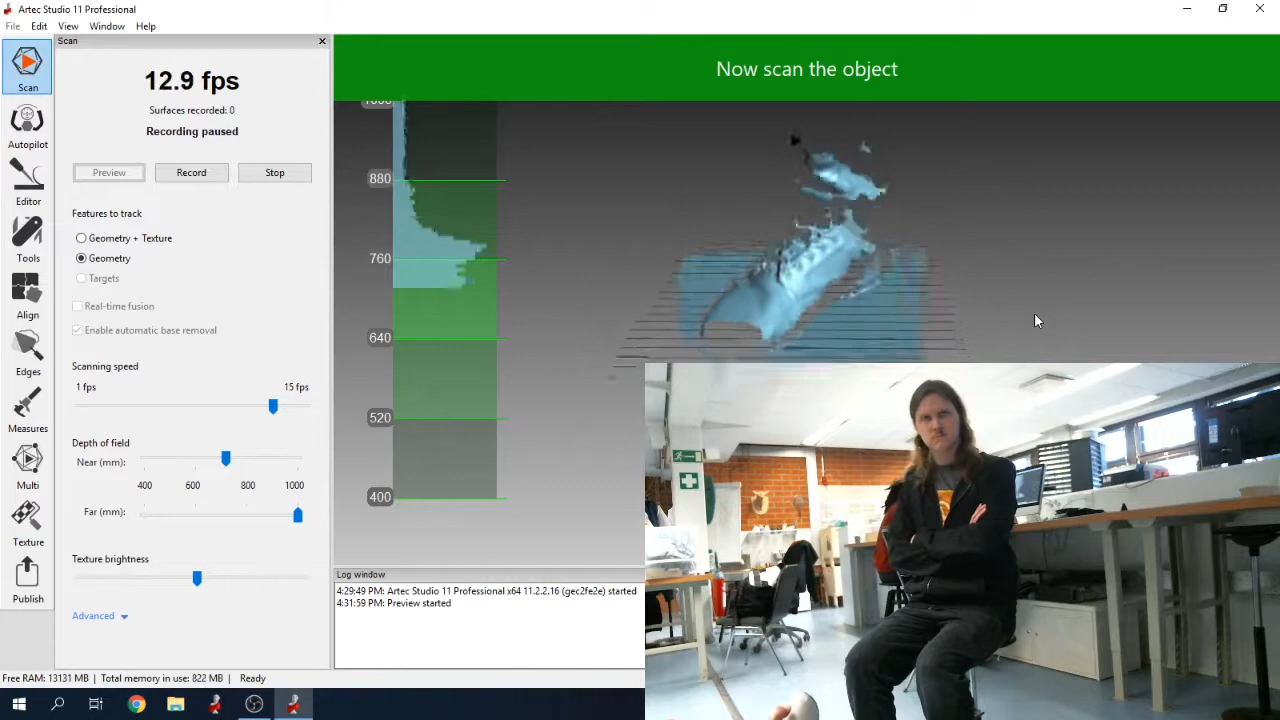 Artec Studio 11 Professional
File Edit View Window Help
Scan
Scan
Autopilot
Editor
Tools
Align
Edges
Measures
Multi
Texture
Publish
12.9 fps
Surfaces recorded: 0
Recording paused
Preview Record Stop
Features to track
Geometry + Texture
Geometry
Targets
Real-time fusion
Enable automatic base removal
Scanning speed
1 fps 15 fps
Depth of field
Near (mm):
400 600 800 1000
Far (mm):
Texture brightness
Advanced
Now scan the object
1000
880
760
640
520
400
Log window
4:29:49 PM: Artec Studio 11 Professional x64 11.2.2.16 (gec2fe2e) started
4:31:59 PM: Preview started
Free RAM: 13131 MB | Total memory in use: 822 MB | Ready